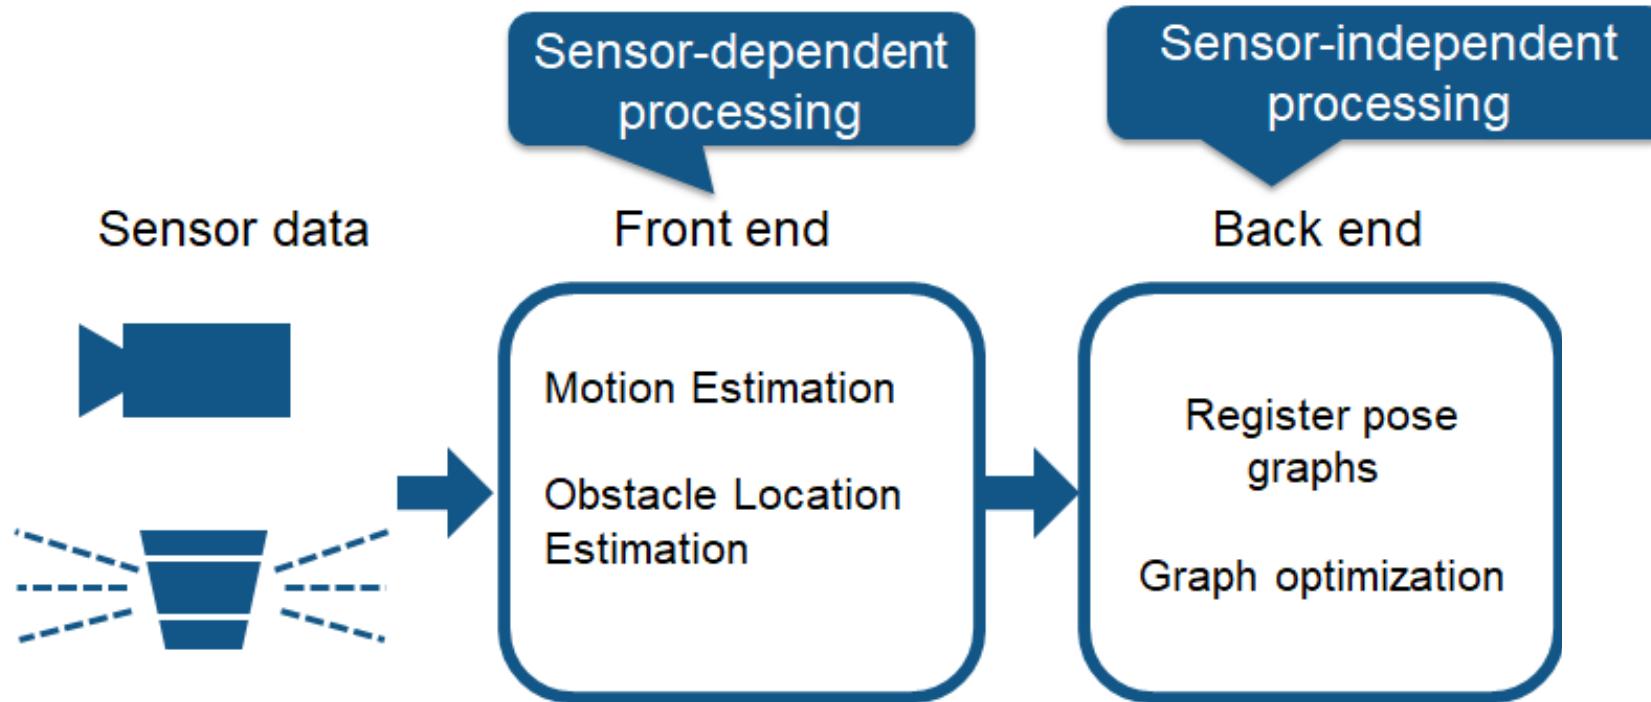 Sensor-dependent
processing
Sensor-independent
processing
Sensor data
Front end
Back end
Motion Estimation
Obstacle Location
Estimation
Register pose
graphs
Graph optimization